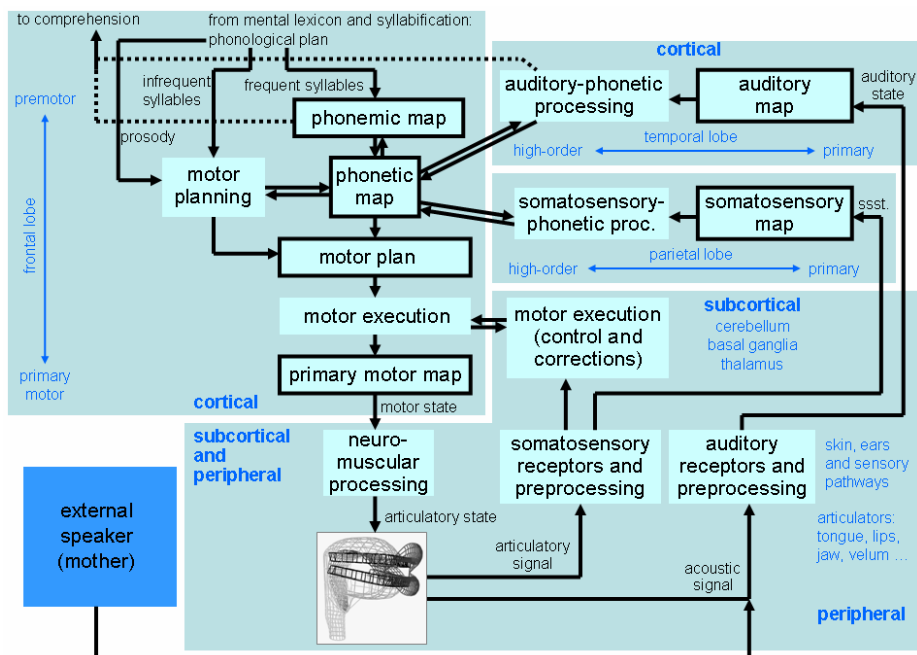 to comprehension
from mental lexicon and syllabification:
phonological plan
infrequent
syllables
frequent syllables
premotor
prosody
phonemic map
motor
planning
phonetic
map
frontal lobe
motor plan
motor execution
primary motor map
primary
motor
cortical
motor state
cortical
auditory-phonetic
processing
auditory
map
auditory
state
high-order
temporal lobe
primary
somatosensory-
phonetic proc.
somatosensory
map
ssst.
high-order
parietal lobe
primary
motor execution
(control and
corrections)
subcortical
cerebellum
basal ganglia
thalamus
subcortical
and
peripheral
neuro-
muscular
processing
somatosensory
receptors and
preprocessing
auditory
receptors and
preprocessing
skin, ears
and sensory
pathways
articulatory state
articulatory
signal
acoustic
signal
articulators:
tongue, lips,
jaw, velum ...
peripheral
external
speaker
(mother)